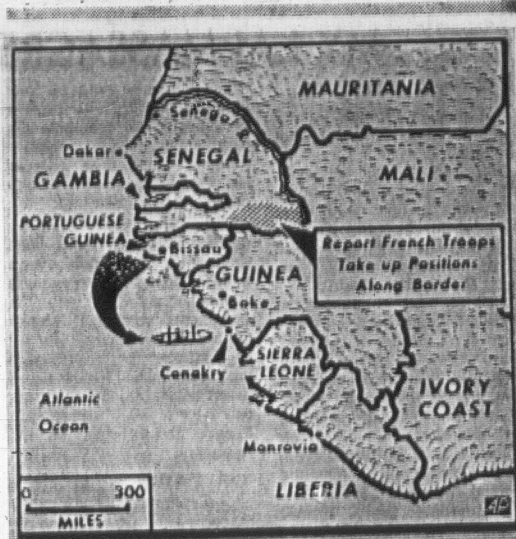 MAURITANIA
Senegal R.
Dakar
SENEGAL
GAMBIA
MALI
PORTUGUESE
GUINEA
Bissau
Report French Troops
Take up Positions
Along Border
GUINEA
Boke
Conakry
SIERRA
LEONE
IVORY
COAST
Atlantic
Ocean
Monrovia
LIBERIA
0 300
MILES
AP